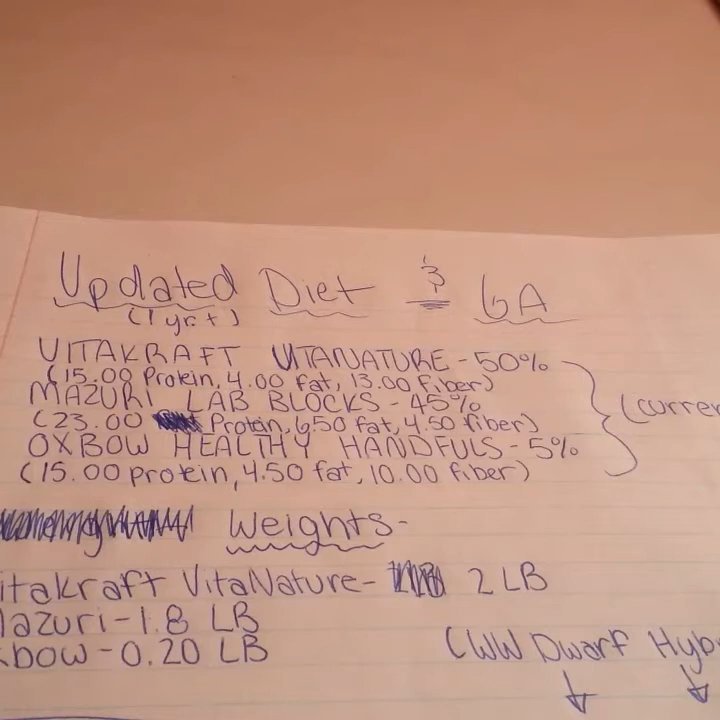 Updated Diet & GA
(1 yr+)
VITAKRAFT VITANATURE - 50%
(15.00 Protein, 4.00 fat, 13.00 fiber)
MAZURI LAB BLOCKS - 45%
(23.00 Protein, 6.50 fat, 4.50 fiber)
OXBOW HEALTHY HANDFULS - 5%
(15.00 protein, 4.50 fat, 10.00 fiber)
(curren
Weights-
itakraft VitaNature- 2 LB
azuri-1.8 LB
bow-0.20 LB
(WW Dwarf Hyb